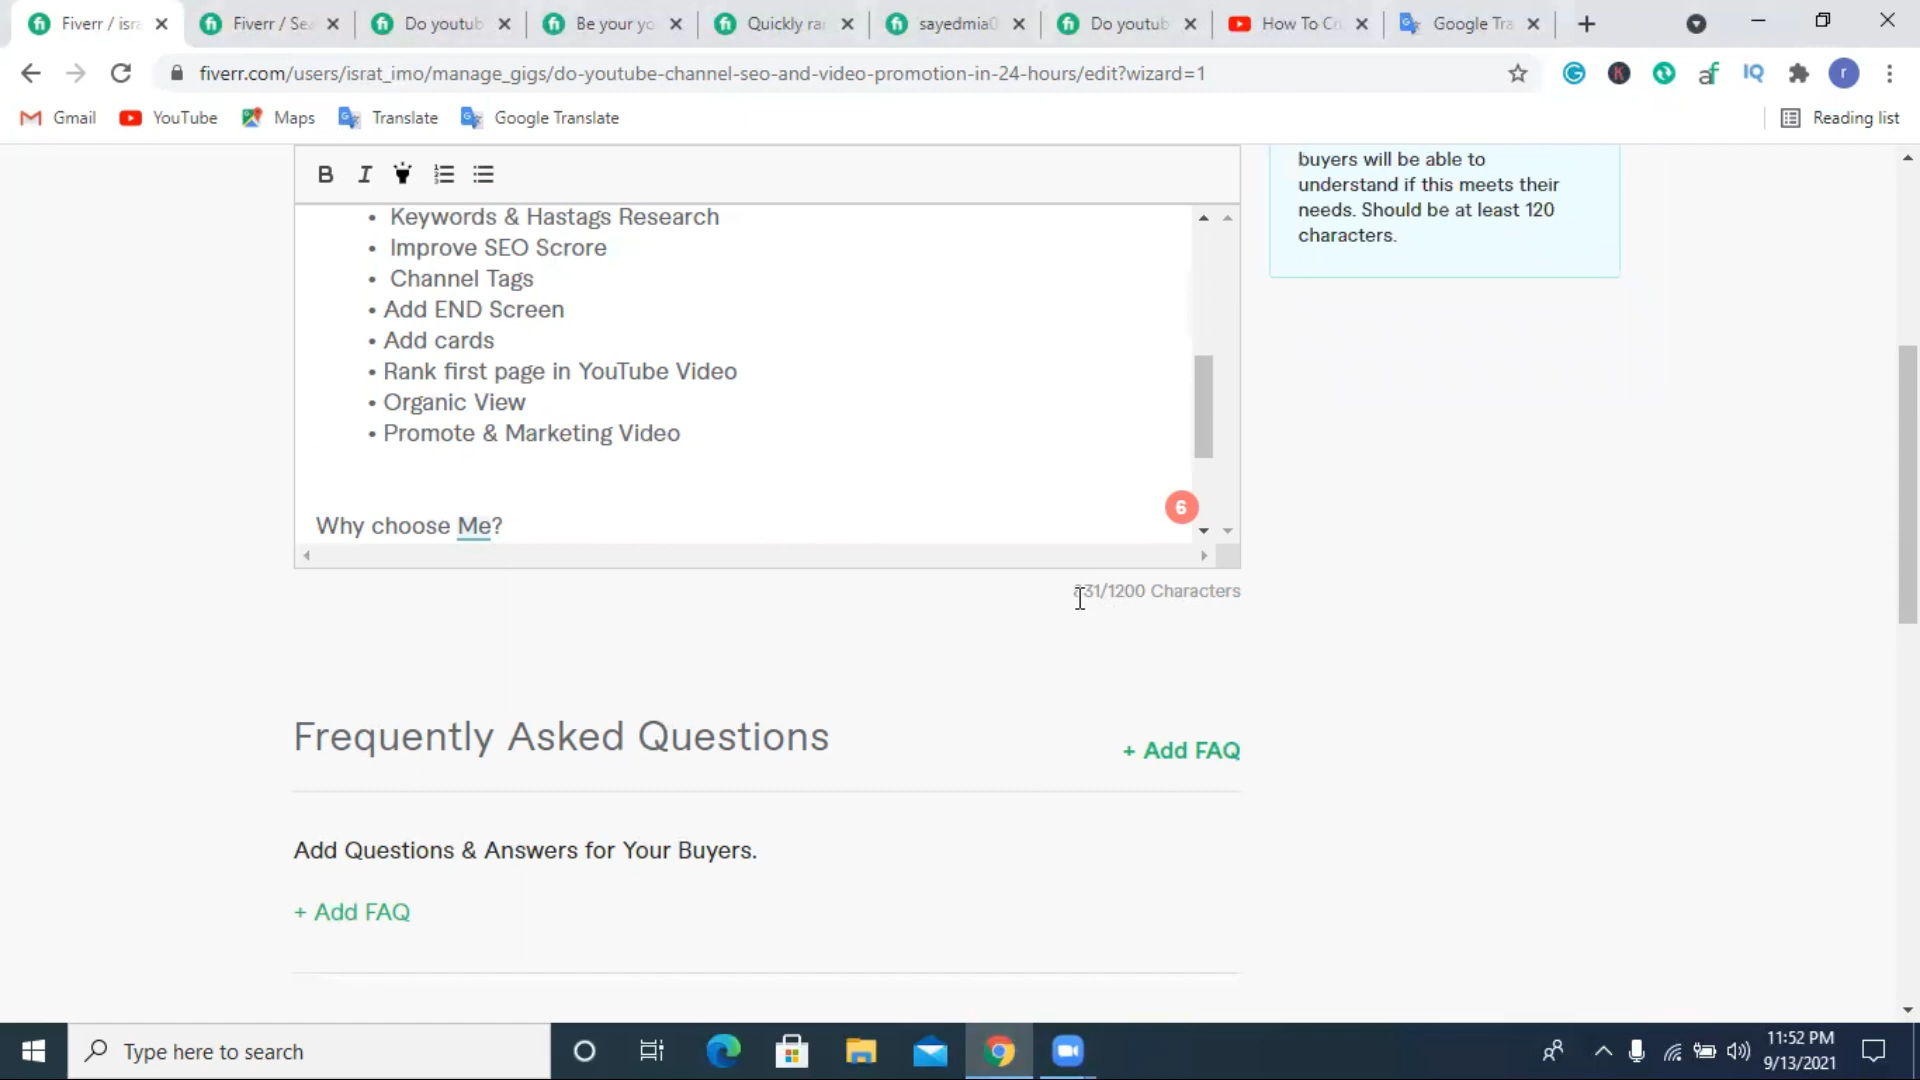 Fiverr / isra
Fiverr / Se
Do youtub
Be your yo
Quickly ra
sayedmia0
Do youtub
How To Cr
Google Tra
fiverr.com/users/israt_imo/manage_gigs/do-youtube-channel-seo-and-video-promotion-in-24-hours/edit?wizard=1
Gmail
YouTube
Maps
Translate
Google Translate
Reading list
B I
buyers will be able to
understand if this meets their
needs. Should be at least 120
characters.
• Keywords & Hastags Research
• Improve SEO Scrore
• Channel Tags
• Add END Screen
• Add cards
• Rank first page in YouTube Video
• Organic View
• Promote & Marketing Video
6
Why choose Me?
831/1200 Characters
Frequently Asked Questions
+ Add FAQ
Add Questions & Answers for Your Buyers.
+ Add FAQ
Type here to search
11:52 PM
9/13/2021